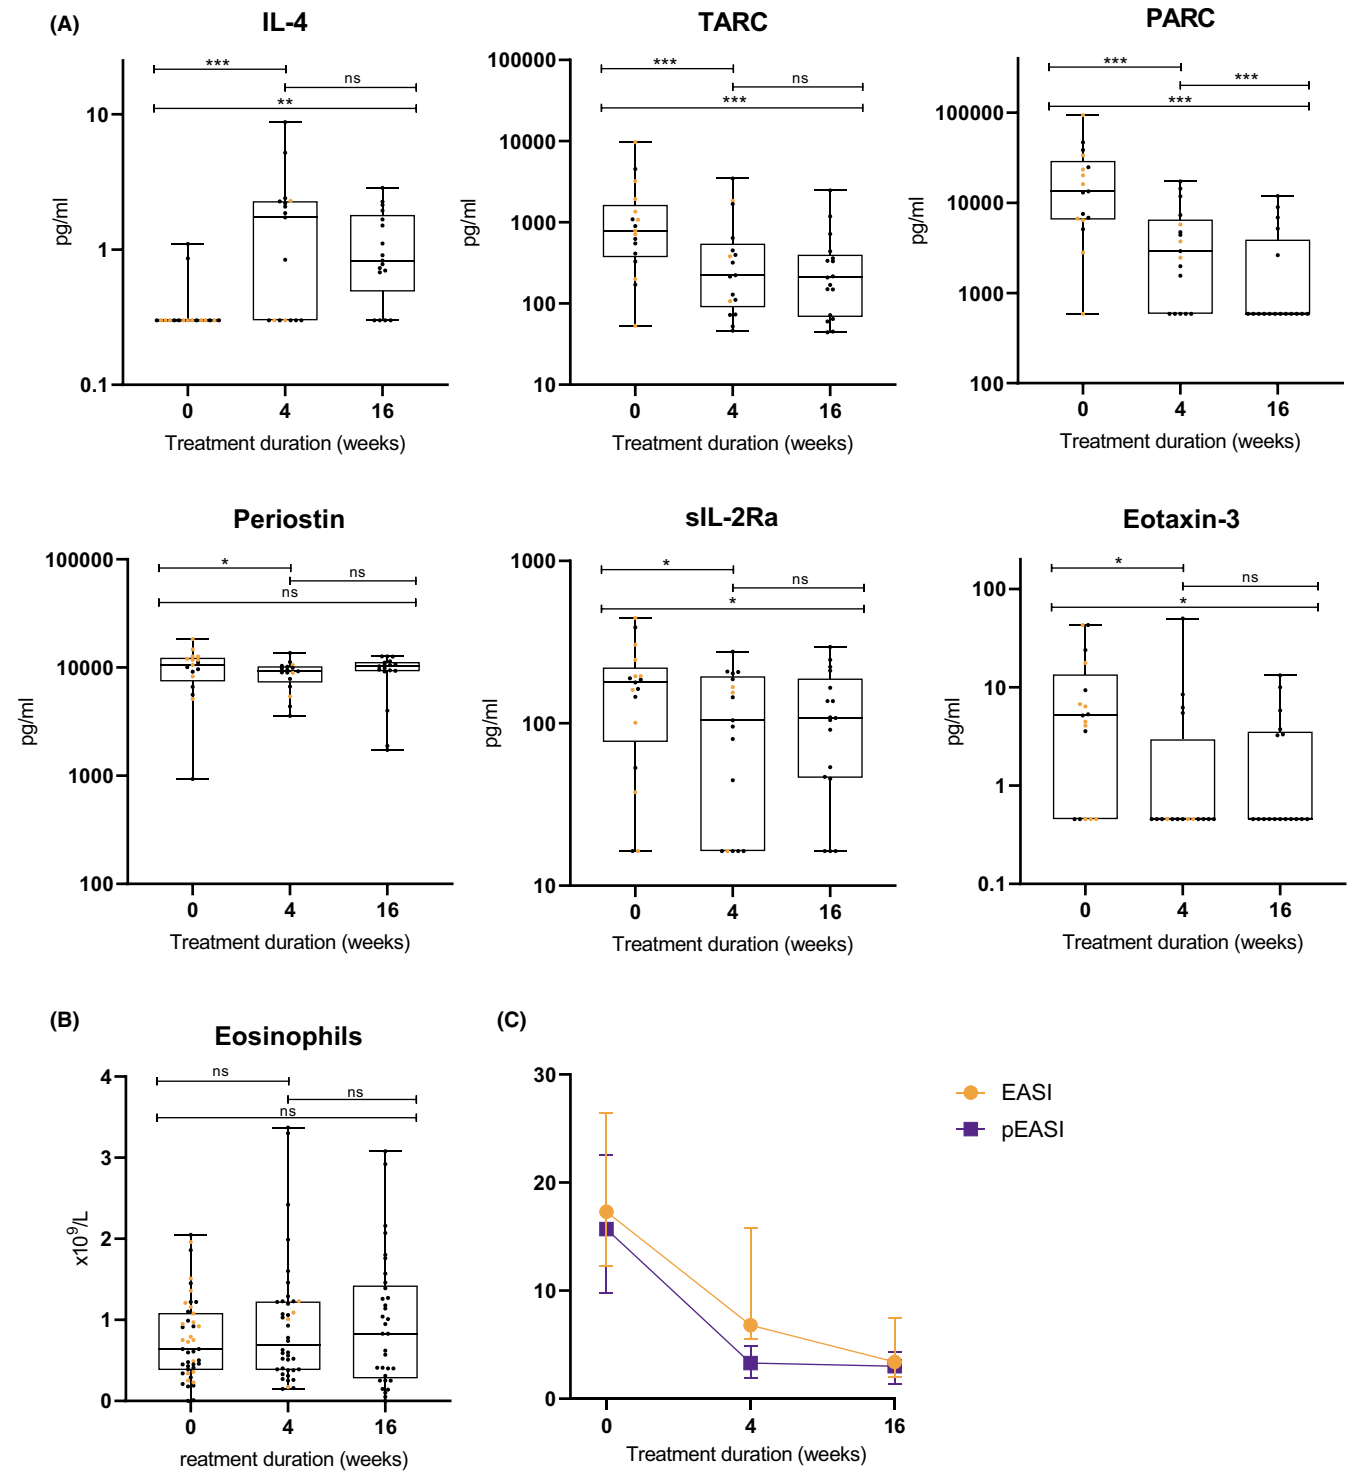 (A)
IL-4
TARC
PARC
***
ns
**
10
1
0.1
pg/ml
0 4 16
Treatment duration (weeks)
***
ns
***
100000
10000
1000
100
10
pg/ml
0 4 16
Treatment duration (weeks)
***
***
***
100000
10000
1000
100
pg/ml
0 4 16
Treatment duration (weeks)
Periostin
sIL-2Ra
Eotaxin-3
*
ns
ns
100000
10000
1000
100
pg/ml
0 4 16
Treatment duration (weeks)
*
ns
*
1000
100
10
pg/ml
0 4 16
Treatment duration (weeks)
*
ns
*
100
10
1
0.1
pg/ml
0 4 16
Treatment duration (weeks)
(B)
Eosinophils
ns
ns
ns
4
3
2
1
0
x10⁹/L
0 4 16
reatment duration (weeks)
(C)
30
20
10
0
0 4 16
Treatment duration (weeks)
EASI
pEASI